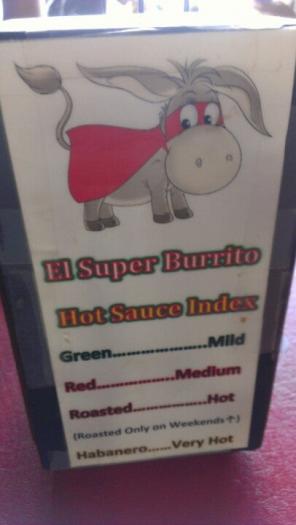 El Super Burrito
Hot Sauce Index
Green....................Mild
Red.................Medium
Roasted................Hot
(Roasted Only on Weekends↑)
Habanero......Very Hot